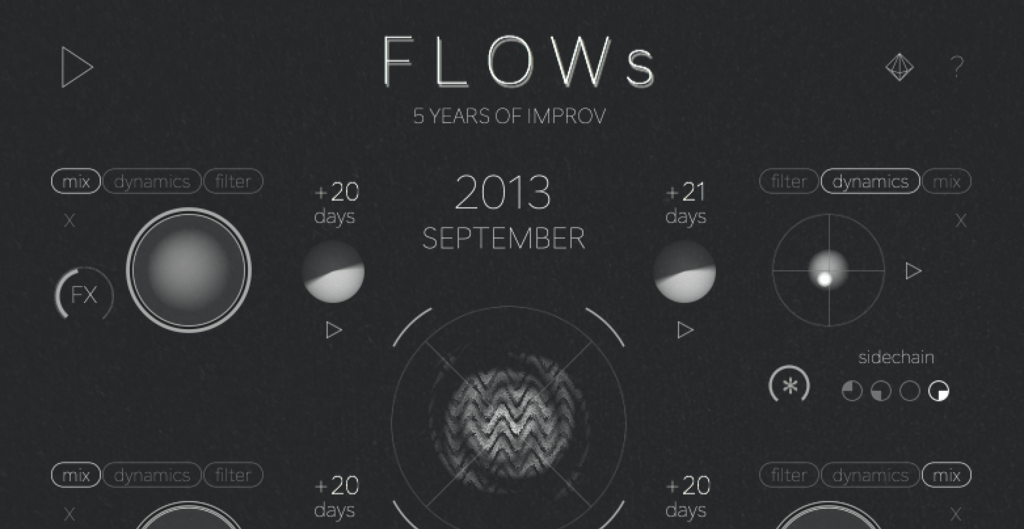 FLOWs
?
5 YEARS OF IMPROV
mix dynamics filter
+20
days
2013
SEPTEMBER
+21
days
filter dynamics mix
X
X
FX
sidechain
*
mix dynamics filter
+20
days
+20
days
filter dynamics mix
X
X